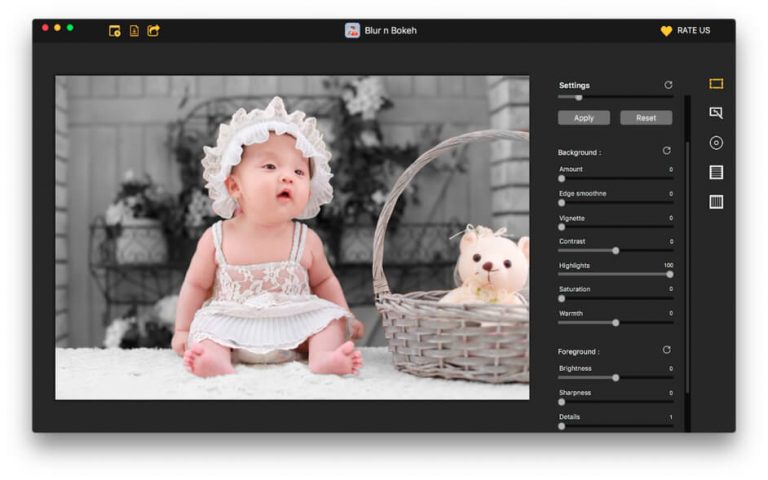 Blur n Bokeh
RATE US
Settings
Apply Reset
Background :
Amount 0
Edge smoothne 0
Vignette 0
Contrast 0
Highlights 100
Saturation 0
Warmth 0
Foreground :
Brightness 0
Sharpness 0
Details 1